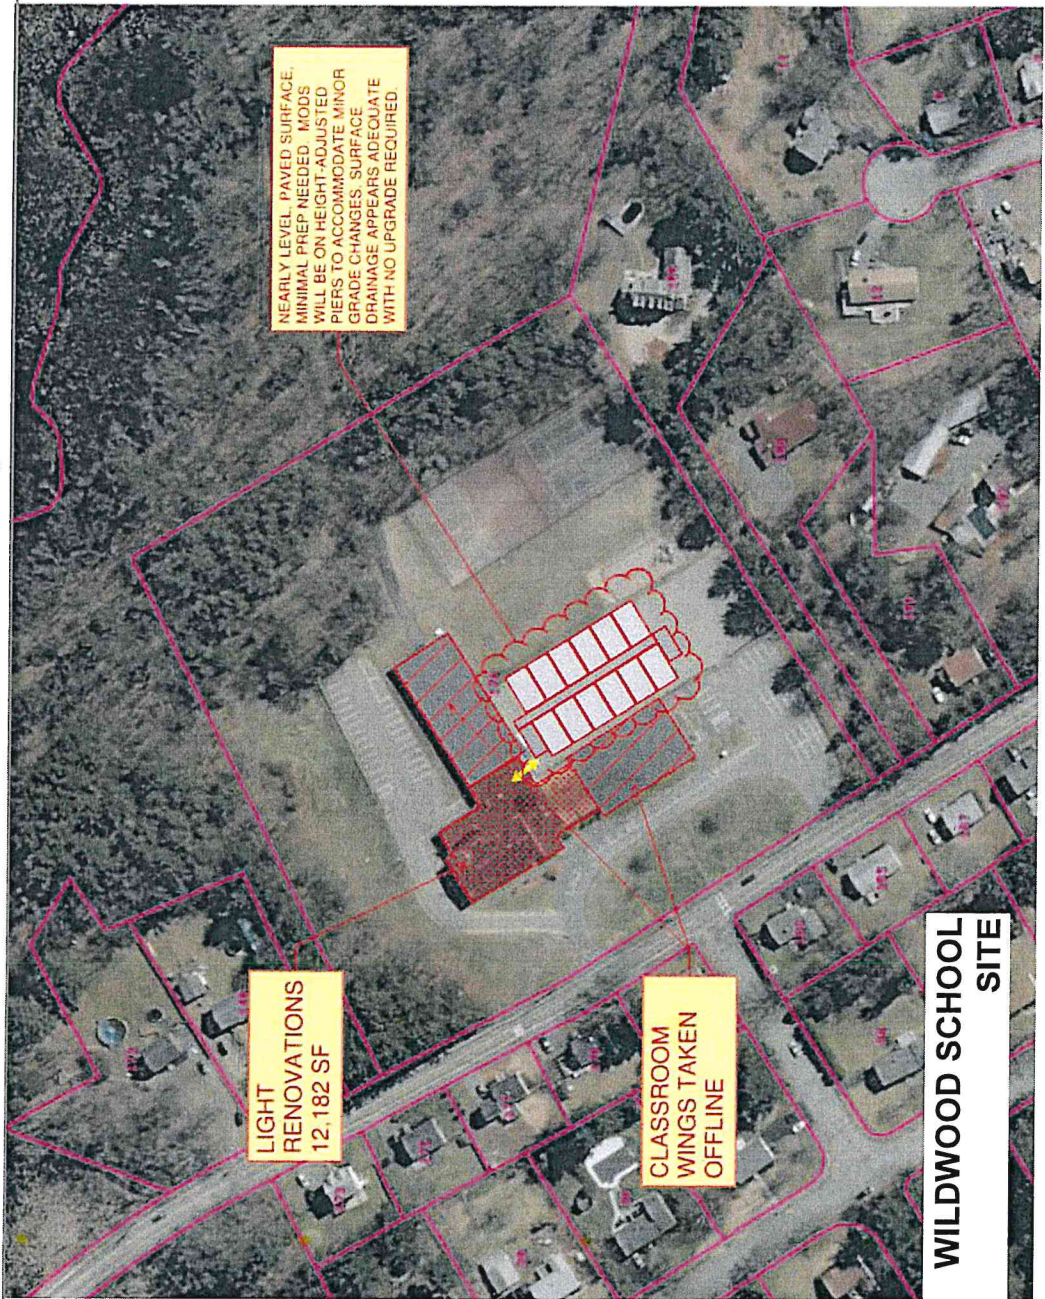 NEARLY LEVEL, PAVED SURFACE,
MINIMAL PREP NEEDED. MODS
WILL BE ON HEIGHT-ADJUSTED
PIERS TO ACCOMMODATE MINOR
GRADE CHANGES. SURFACE
DRAINAGE APPEARS ADEQUATE
WITH NO UPGRADE REQUIRED.
LIGHT
RENOVATIONS
12,182 SF
CLASSROOM
WINGS TAKEN
OFFLINE
WILDWOOD SCHOOL
SITE